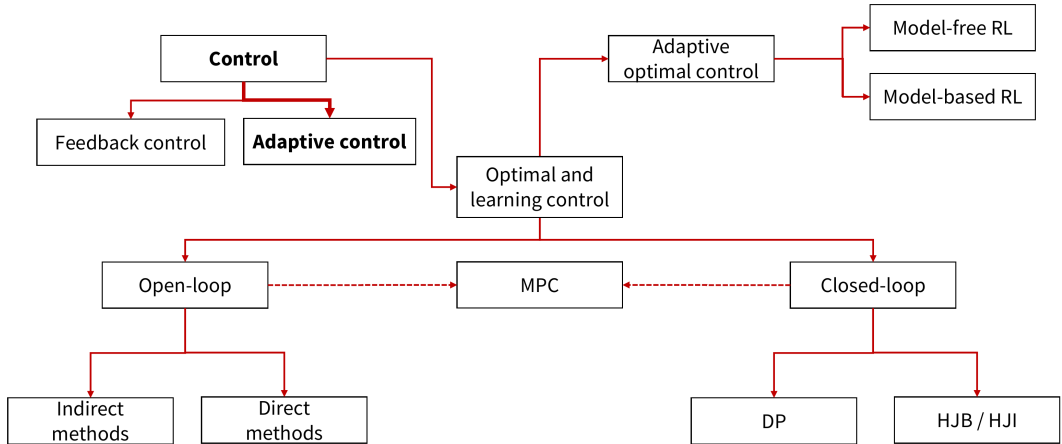 Control
Feedback control
Adaptive control
Optimal and
learning control
Adaptive
optimal control
Model-free RL
Model-based RL
Open-loop
MPC
Closed-loop
Indirect
methods
Direct
methods
DP
HJB / HJI